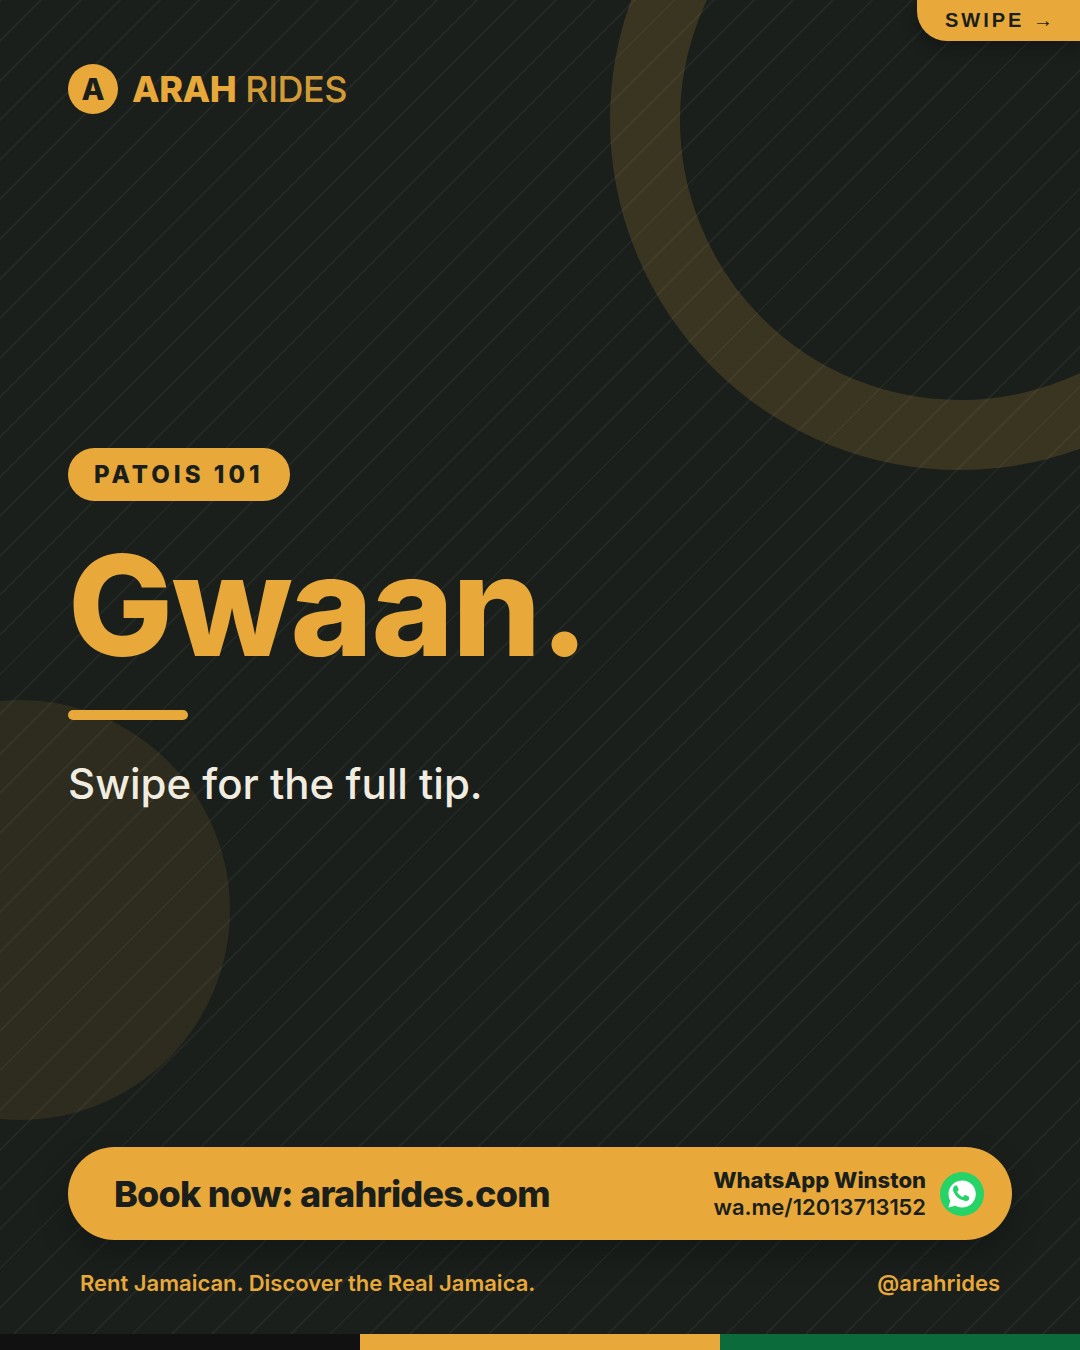 SWIPE →
A ARAH RIDES
PATOIS 101
Gwaan.
Swipe for the full tip.
Book now: arahrides.com
WhatsApp Winston
wa.me/12013713152
Rent Jamaican. Discover the Real Jamaica.
@arahrides